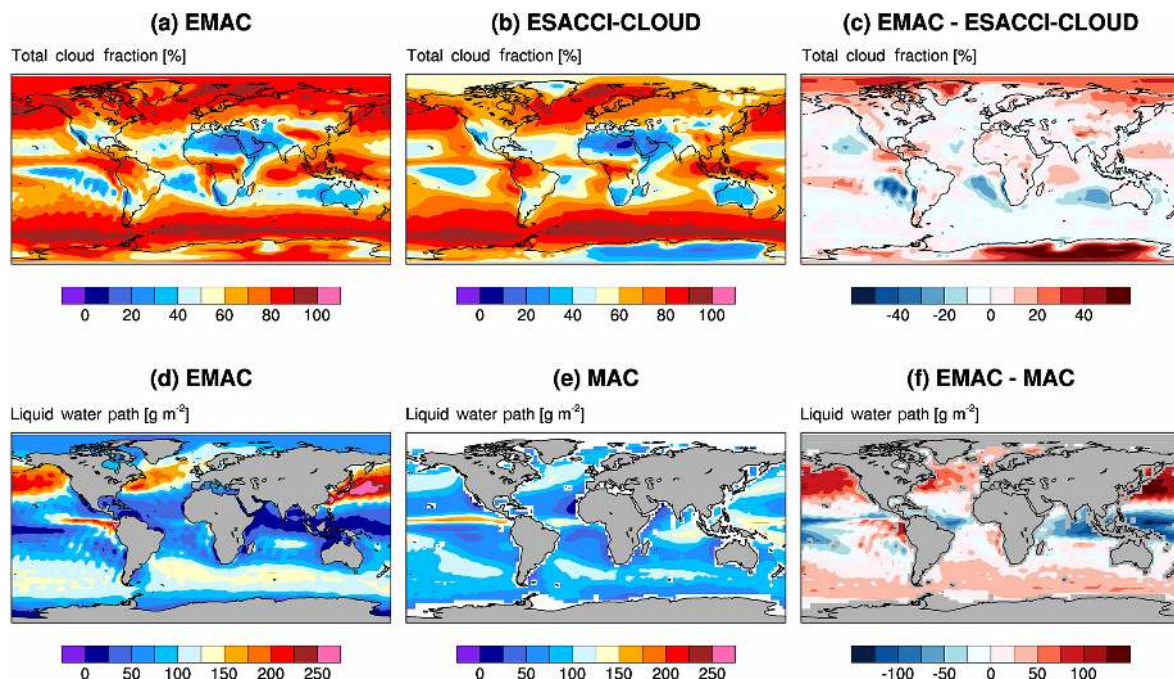 (a) EMAC
Total cloud fraction [%]
0 20 40 60 80 100
(b) ESACCI-CLOUD
Total cloud fraction [%]
0 20 40 60 80 100
(c) EMAC - ESACCI-CLOUD
Total cloud fraction [%]
-40 -20 0 20 40
(d) EMAC
Liquid water path [g m⁻²]
0 50 100 150 200 250
(e) MAC
Liquid water path [g m⁻²]
0 50 100 150 200 250
(f) EMAC - MAC
Liquid water path [g m⁻²]
-100 -50 0 50 100